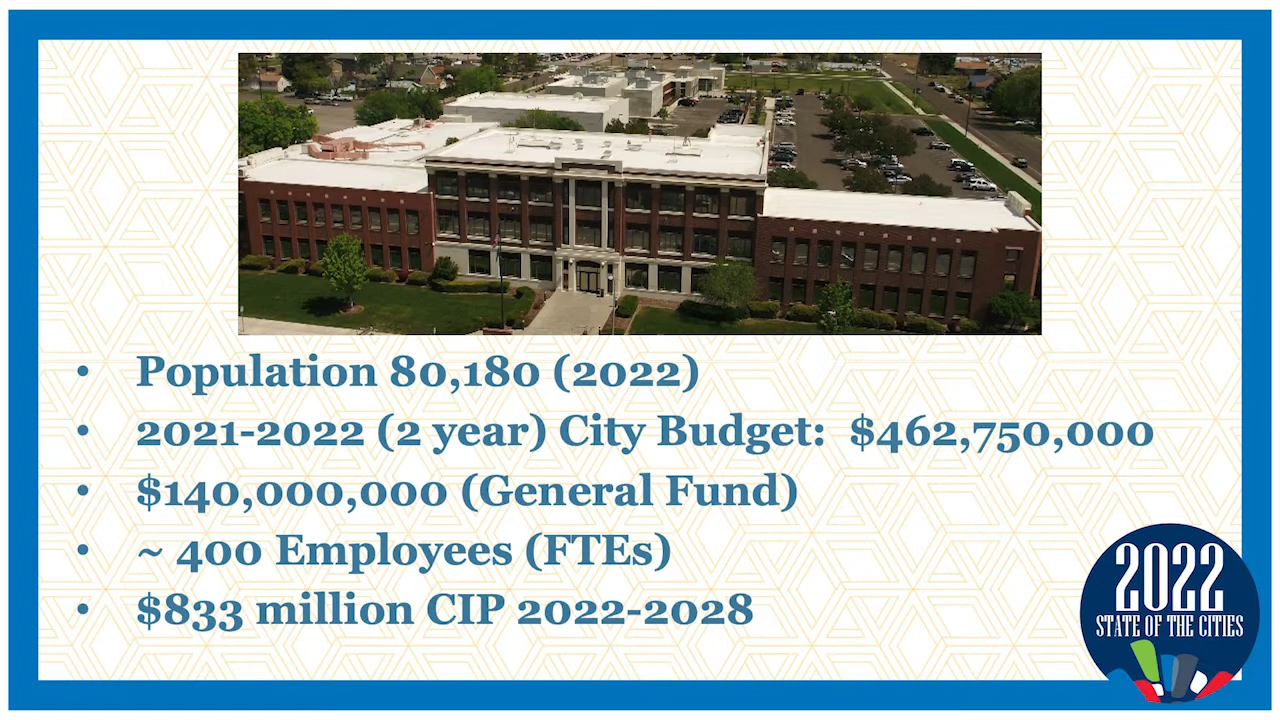 • Population 80,180 (2022)
• 2021-2022 (2 year) City Budget: $462,750,000
• $140,000,000 (General Fund)
• ~ 400 Employees (FTEs)
• $833 million CIP 2022-2028
2022
STATE OF THE CITIES